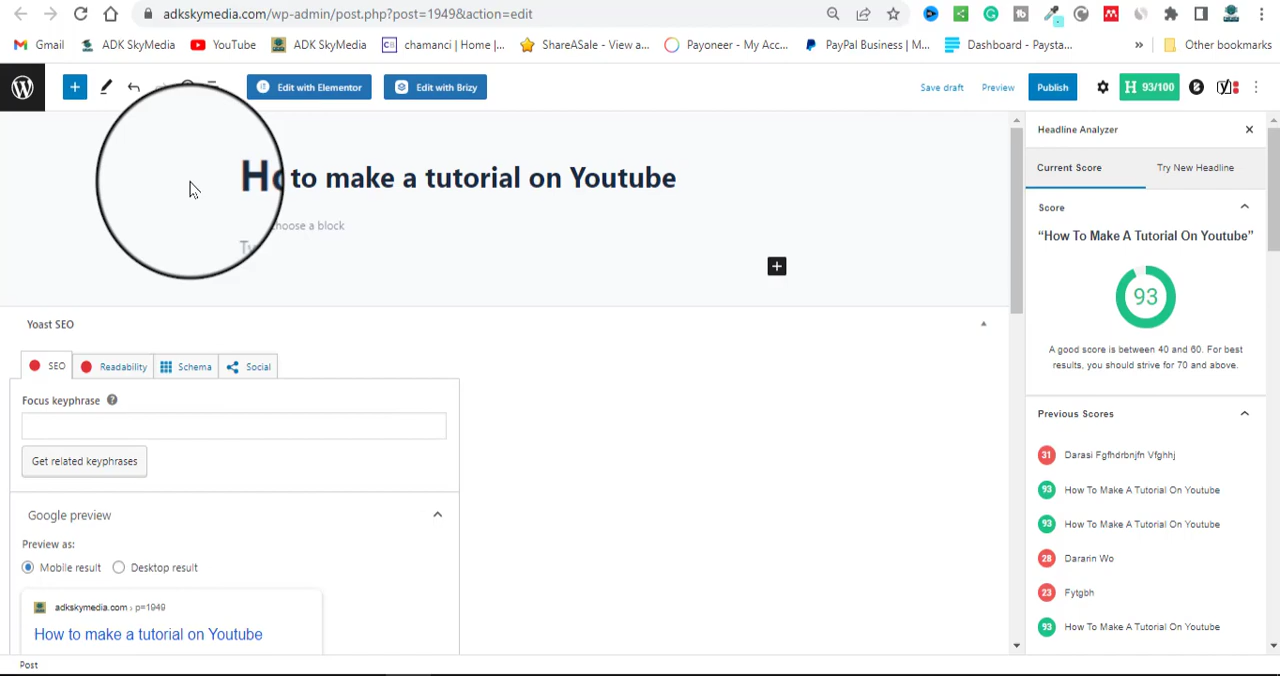 adkskymedia.com/wp-admin/post.php?post=1949&action=edit
Gmail ADK SkyMedia YouTube ADK SkyMedia chamanci | Home |... ShareASale - View a... Payoneer - My Acc... PayPal Business | M... Dashboard - Paysta... » Other bookmarks
Edit with Elementor Edit with Brizy Save draft Preview Publish H 93/100
Headline Analyzer
Current Score Try New Headline
Ho to make a tutorial on Youtube
hoose a block
Ty
Score
“How To Make A Tutorial On Youtube”
93
A good score is between 40 and 60. For best
results, you should strive for 70 and above.
Yoast SEO
SEO Readability Schema Social
Focus keyphrase
Get related keyphrases
Google preview
Preview as:
Mobile result Desktop result
adkskymedia.com › p=1949
How to make a tutorial on Youtube
Previous Scores
31 Darasi Fgfhdrbnjfn Vfghhj
93 How To Make A Tutorial On Youtube
93 How To Make A Tutorial On Youtube
28 Dararin Wo
23 Fytgbh
93 How To Make A Tutorial On Youtube
Post